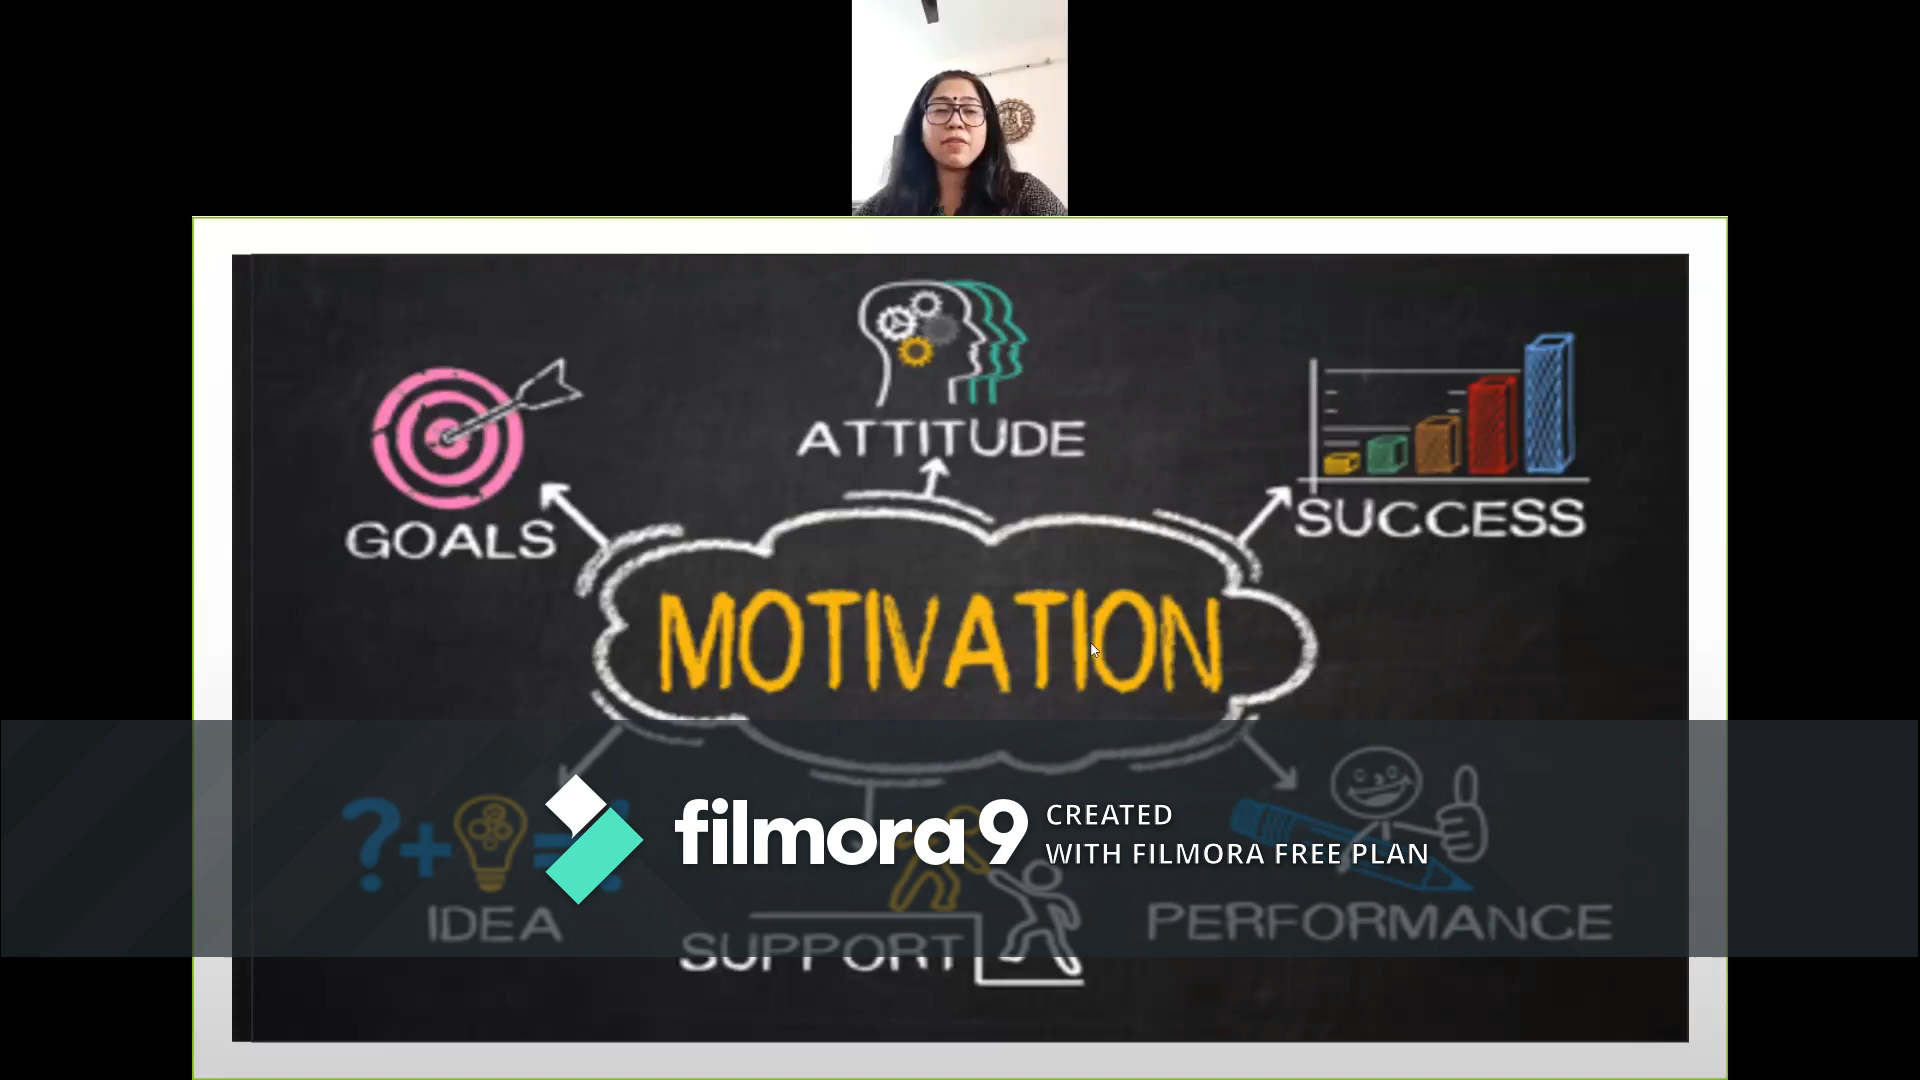 ATTITUDE
GOALS
SUCCESS
MOTIVATION
filmora9 CREATED
WITH FILMORA FREE PLAN
IDEA
SUPPORT
PERFORMANCE